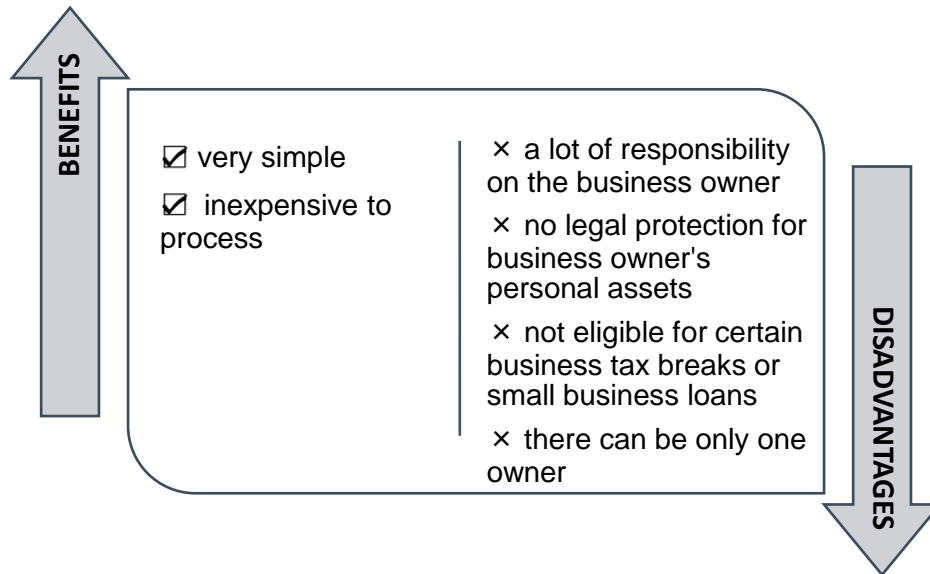 BENEFITS
☑ very simple
☑ inexpensive to
process
× a lot of responsibility
on the business owner
× no legal protection for
business owner's
personal assets
× not eligible for certain
business tax breaks or
small business loans
× there can be only one
owner
DISADVANTAGES